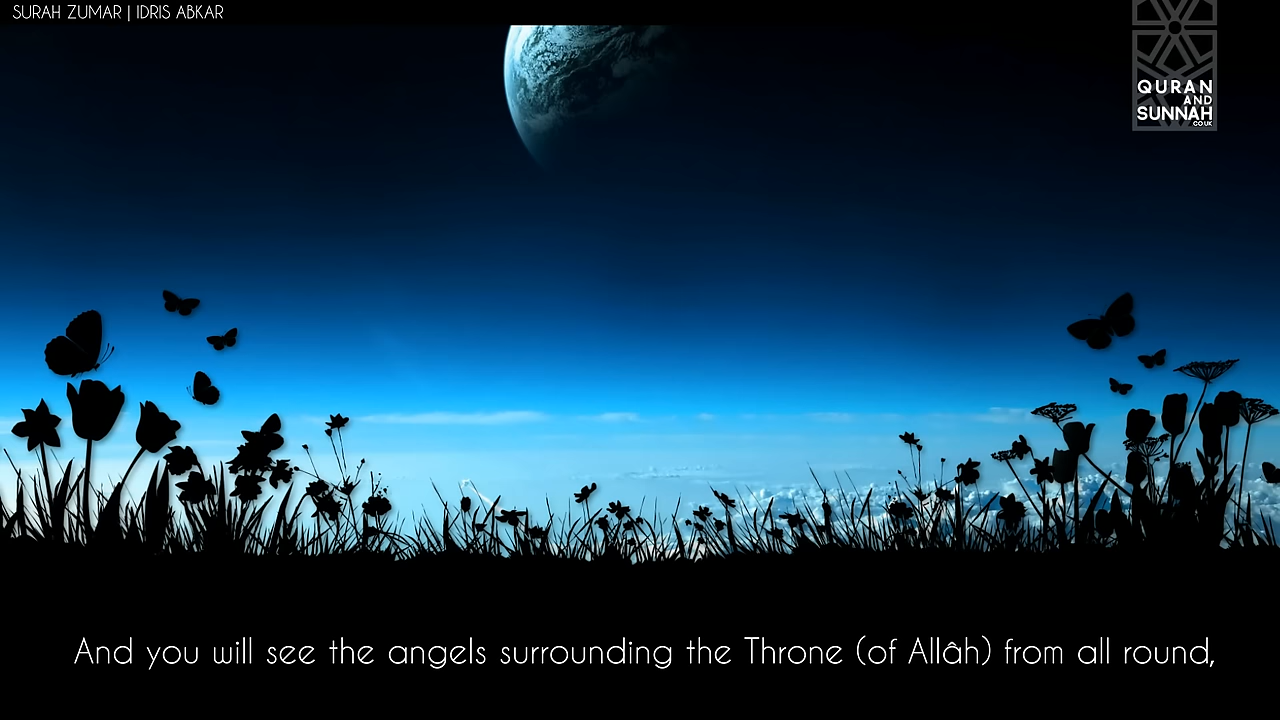 SURAH ZUMAR | IDRIS ABKAR
QURAN
AND
SUNNAH
.CO.UK
And you will see the angels surrounding the Throne (of Allâh) from all round,